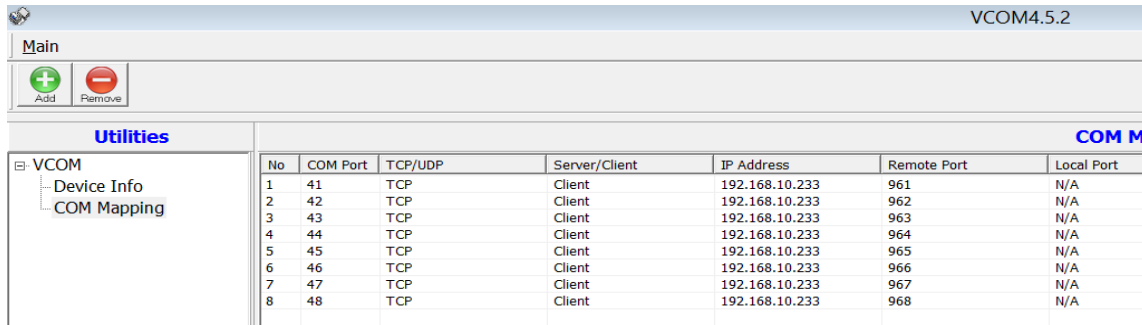 VCOM4.5.2
Main
Add Remove
Utilities COM M
VCOM
Device Info
COM Mapping
No COM Port TCP/UDP Server/Client IP Address Remote Port Local Port
1 41 TCP Client 192.168.10.233 961 N/A
2 42 TCP Client 192.168.10.233 962 N/A
3 43 TCP Client 192.168.10.233 963 N/A
4 44 TCP Client 192.168.10.233 964 N/A
5 45 TCP Client 192.168.10.233 965 N/A
6 46 TCP Client 192.168.10.233 966 N/A
7 47 TCP Client 192.168.10.233 967 N/A
8 48 TCP Client 192.168.10.233 968 N/A